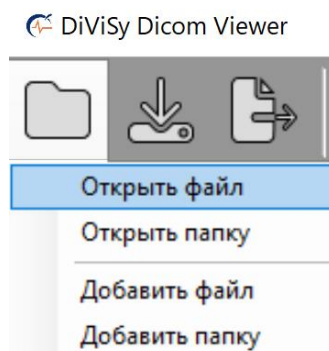 DiViSy Dicom Viewer
Открыть файл
Открыть папку
Добавить файл
Добавить папку